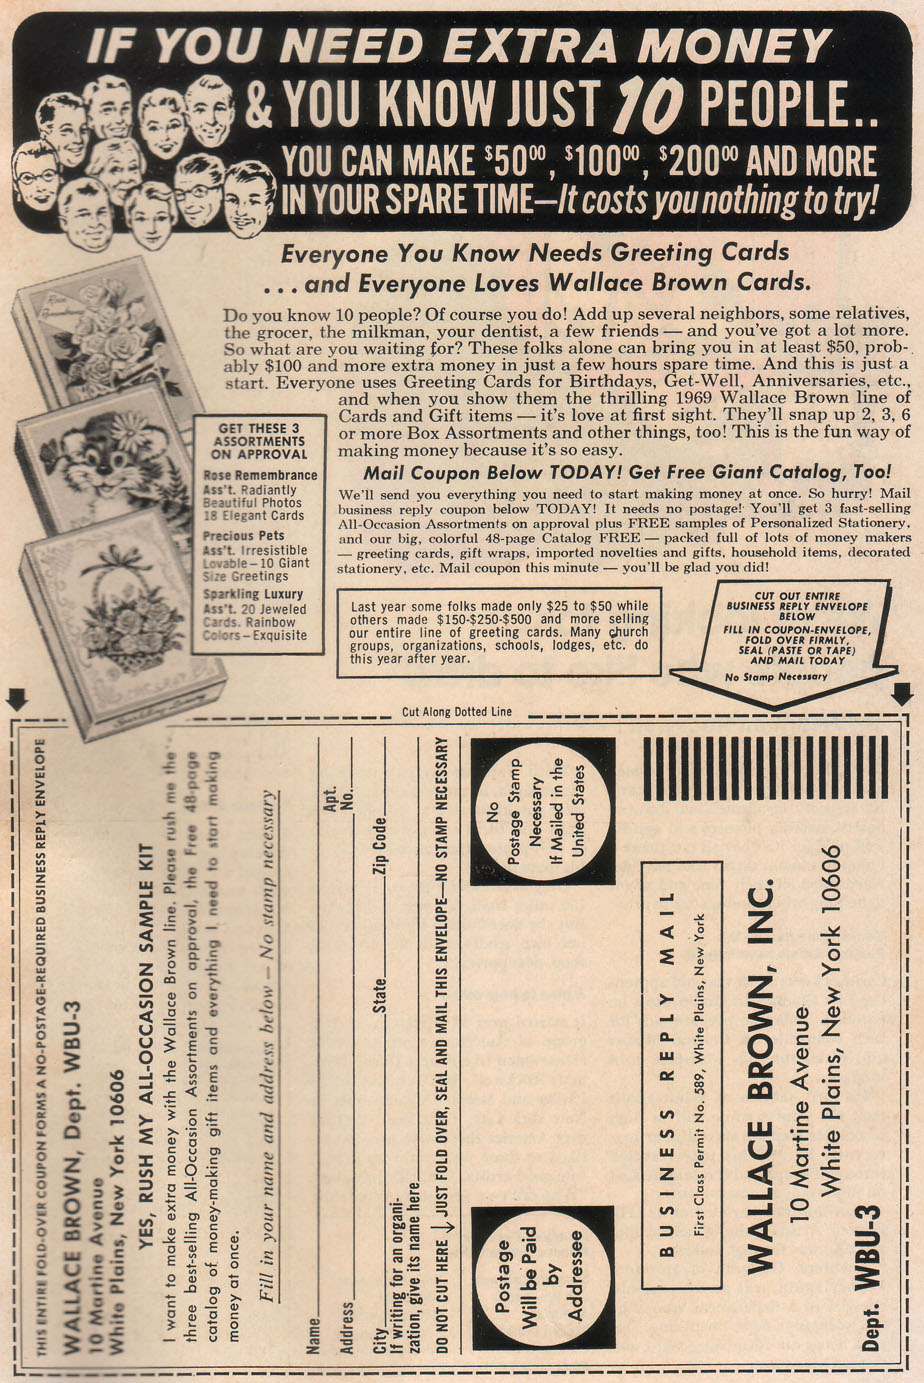 IF YOU NEED EXTRA MONEY
& YOU KNOW JUST 10 PEOPLE..
YOU CAN MAKE $50⁰⁰, $100⁰⁰, $200⁰⁰ AND MORE
IN YOUR SPARE TIME—It costs you nothing to try!
Everyone You Know Needs Greeting Cards
...and Everyone Loves Wallace Brown Cards.
Do you know 10 people? Of course you do! Add up several neighbors, some relatives,
the grocer, the milkman, your dentist, a few friends — and you've got a lot more.
So what are you waiting for? These folks alone can bring you in at least $50, prob-
ably $100 and more extra money in just a few hours spare time. And this is just a
start. Everyone uses Greeting Cards for Birthdays, Get-Well, Anniversaries, etc.,
and when you show them the thrilling 1969 Wallace Brown line of
Cards and Gift items — it's love at first sight. They'll snap up 2, 3, 6
or more Box Assortments and other things, too! This is the fun way of
making money because it's so easy.
Rose Remembrance
Sparkling Luxury
GET THESE 3
ASSORTMENTS
ON APPROVAL
Rose Remembrance
Ass't. Radiantly
Beautiful Photos
18 Elegant Cards
Precious Pets
Ass't. Irresistible
Lovable–10 Giant
Size Greetings
Sparkling Luxury
Ass't. 20 Jeweled
Cards. Rainbow
Colors–Exquisite
Mail Coupon Below TODAY! Get Free Giant Catalog, Too!
We'll send you everything you need to start making money at once. So hurry! Mail
business reply coupon below TODAY! It needs no postage! You'll get 3 fast-selling
All-Occasion Assortments on approval plus FREE samples of Personalized Stationery,
and our big, colorful 48-page Catalog FREE — packed full of lots of money makers
— greeting cards, gift wraps, imported novelties and gifts, household items, decorated
stationery, etc. Mail coupon this minute — you'll be glad you did!
Last year some folks made only $25 to $50 while
others made $150-$250-$500 and more selling
our entire line of greeting cards. Many church
groups, organizations, schools, lodges, etc. do
this year after year.
CUT OUT ENTIRE
BUSINESS REPLY ENVELOPE
BELOW
FILL IN COUPON-ENVELOPE,
FOLD OVER FIRMLY,
SEAL (PASTE OR TAPE)
AND MAIL TODAY
No Stamp Necessary
Cut Along Dotted Line
THIS ENTIRE FOLD-OVER COUPON FORMS A NO-POSTAGE-REQUIRED BUSINESS REPLY ENVELOPE
WALLACE BROWN, Dept. WBU-3
10 Martine Avenue
White Plains, New York 10606
YES, RUSH MY ALL-OCCASION SAMPLE KIT
I want to make extra money with the Wallace Brown line. Please rush me the
three best-selling All-Occasion Assortments on approval, the Free 48-page
catalog of money-making gift items and everything I need to start making
money at once.
Fill in your name and address below — No stamp necessary
Name
Address Apt. No.
City State Zip Code
If writing for an organi-
zation, give its name here
DO NOT CUT HERE ↓ JUST FOLD OVER, SEAL AND MAIL THIS ENVELOPE—NO STAMP NECESSARY
No
Postage Stamp
Necessary
If Mailed in the
United States
Postage
Will be Paid
by
Addressee
BUSINESS REPLY MAIL
First Class Permit No. 589, White Plains, New York
WALLACE BROWN, INC.
10 Martine Avenue
White Plains, New York 10606
Dept. WBU-3